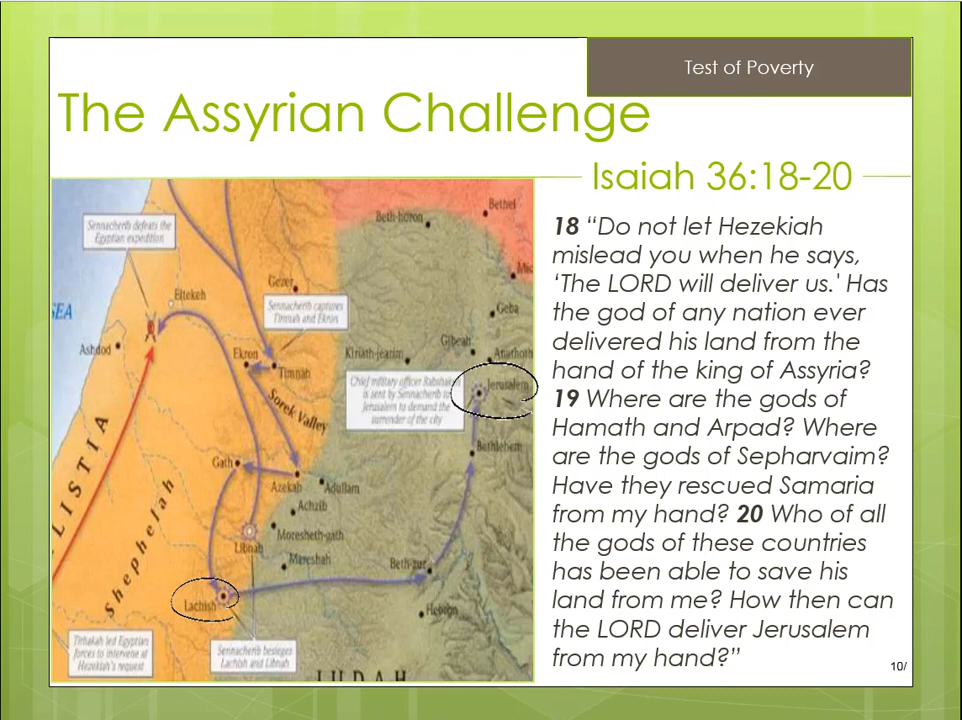 Test of Poverty
The Assyrian Challenge
Isaiah 36:18-20
18 “Do not let Hezekiah
mislead you when he says,
‘The LORD will deliver us.' Has
the god of any nation ever
delivered his land from the
hand of the king of Assyria?
19 Where are the gods of
Hamath and Arpad? Where
are the gods of Sepharvaim?
Have they rescued Samaria
from my hand? 20 Who of all
the gods of these countries
has been able to save his
land from me? How then can
the LORD deliver Jerusalem
from my hand?”
10/
Sennacherib defeats the
Egyptian expedition
Beth-horon
Bethel
Mic
SEA
Eltekeh
Gezer
Sennacherib captures
Timnah and Ekron
Geba
Gibeah
Ashdod
Ekron
Timnah
Kiriath-jearim
Anathoth
Chief military officer Rabshakeh
is sent by Sennacherib to
Jerusalem to demand the
surrender of the city
Jerusalem
Sorek Valley
LISTIA
Bethlehem
Gath
Azekah
Adullam
Achzib
Shephelah
Moresheth-gath
Libnah
Mareshah
Beth-zur
Lachish
Hebron
Tirhakah led Egyptian
forces to intervene at
Hezekiah's request
Sennacherib besieges
Lachish and Libnah
JUDAH